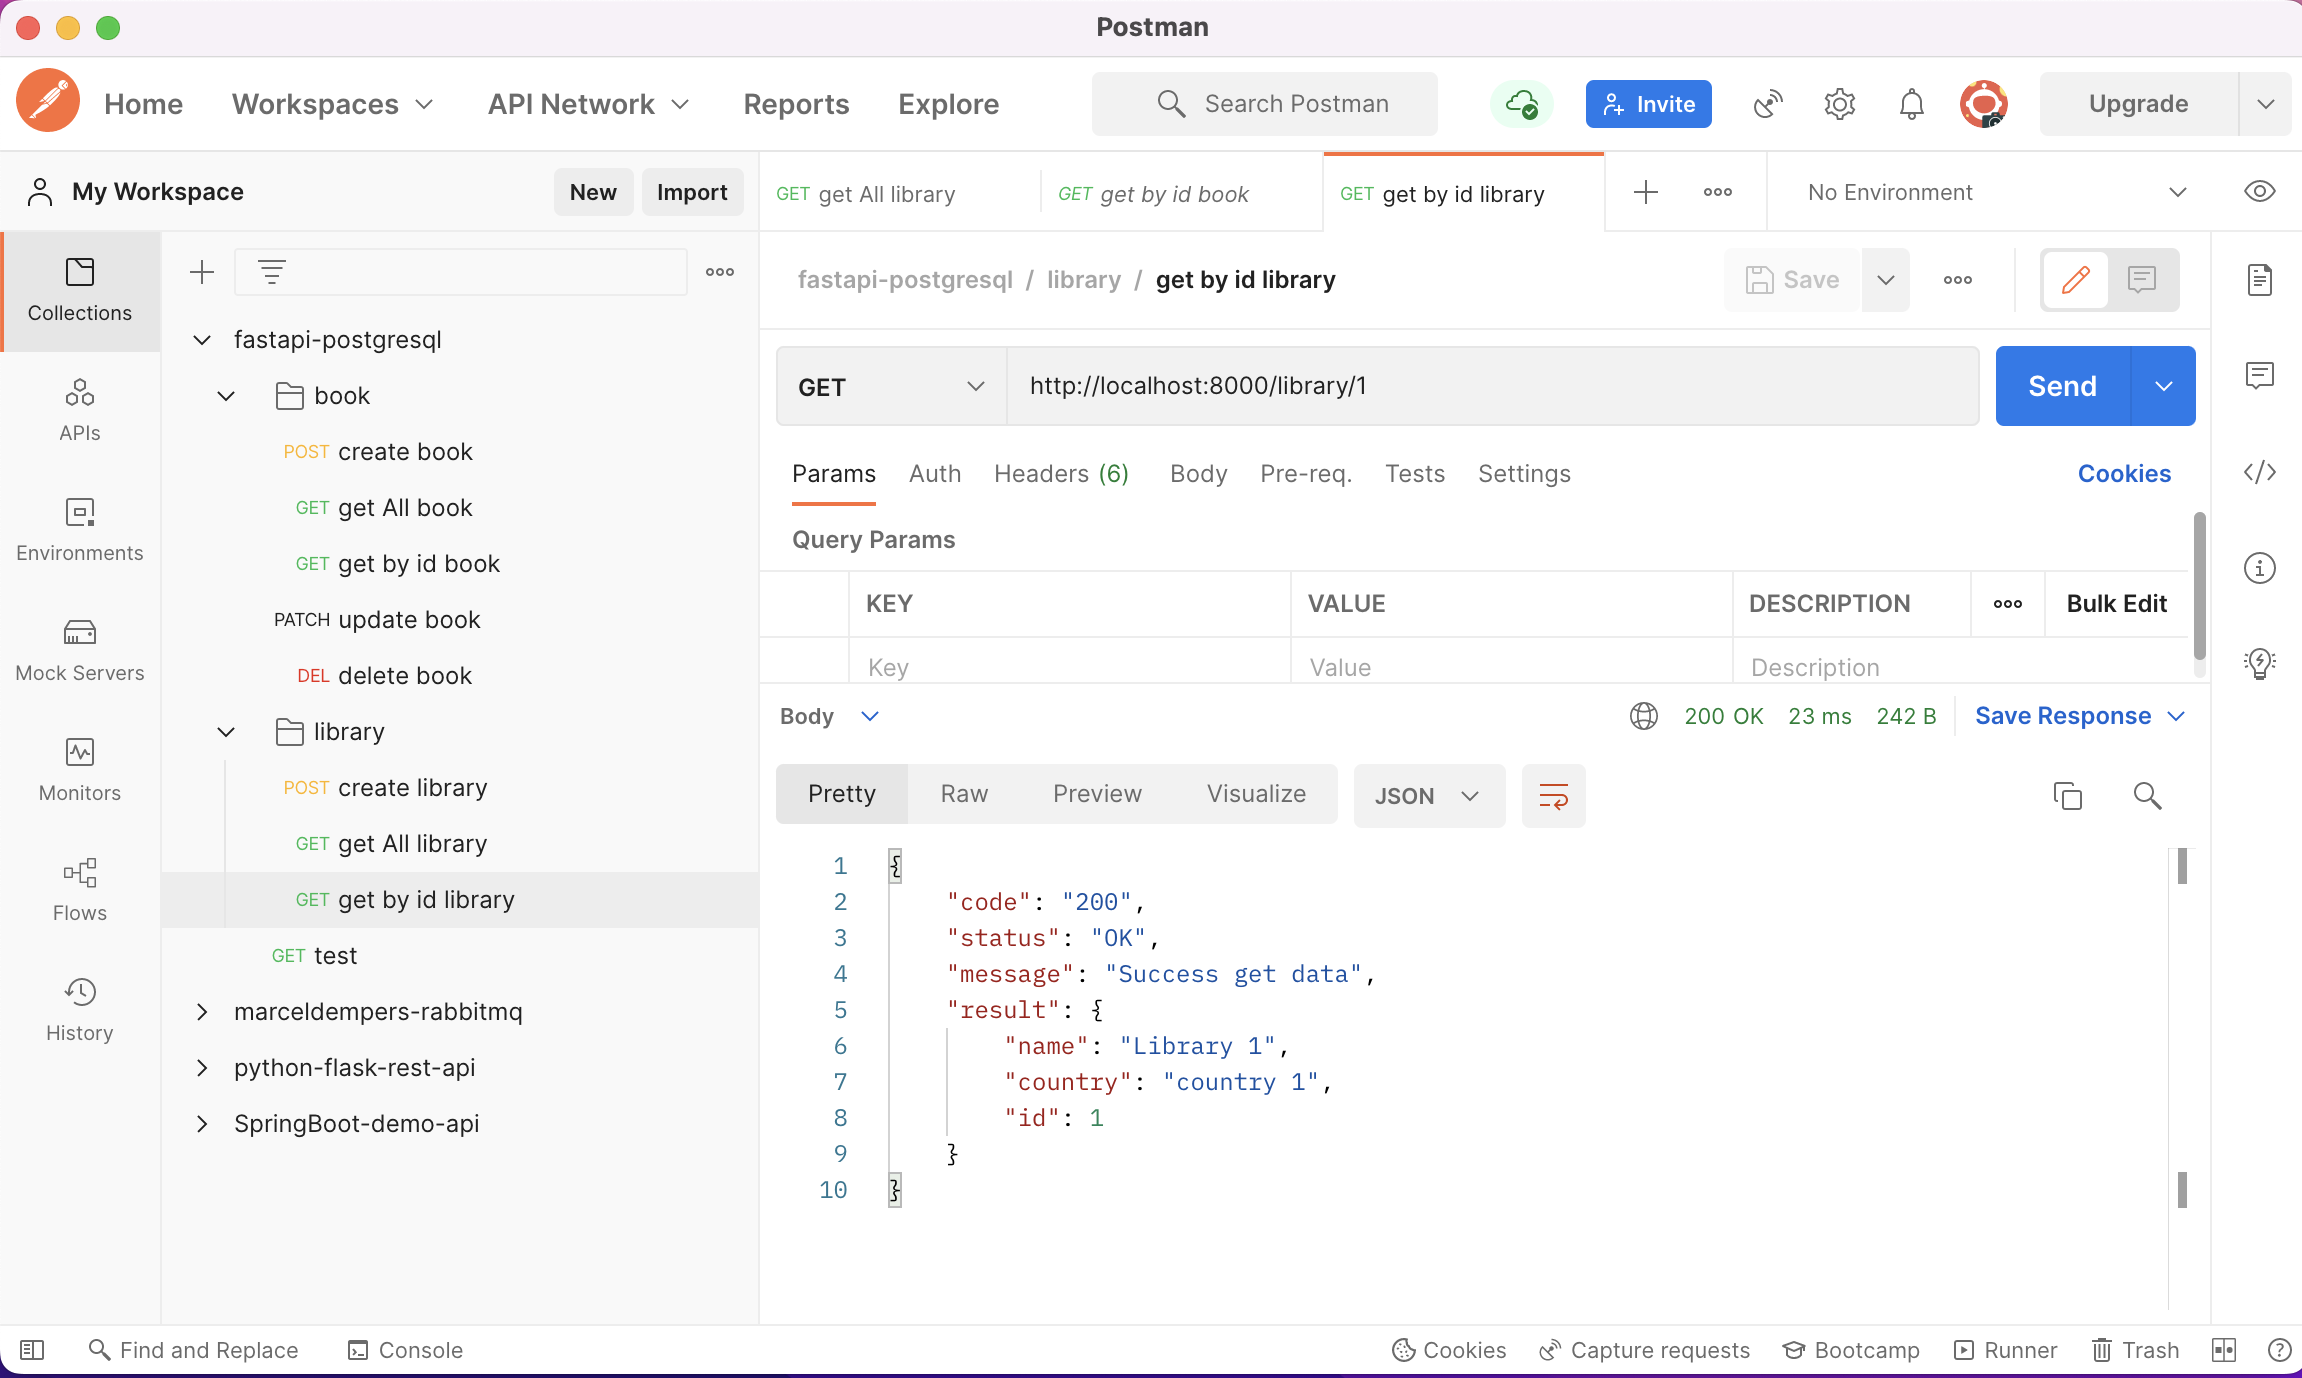 Postman
Home Workspaces API Network Reports Explore Search Postman Invite Upgrade
My Workspace New Import
GET get All library GET get by id book GET get by id library No Environment
Collections
APIs
Environments
Mock Servers
Monitors
Flows
History
fastapi-postgresql
book
POST create book
GET get All book
GET get by id book
PATCH update book
DEL delete book
library
POST create library
GET get All library
GET get by id library
GET test
marceldempers-rabbitmq
python-flask-rest-api
SpringBoot-demo-api
fastapi-postgresql / library / get by id library Save
GET http://localhost:8000/library/1 Send
Params Auth Headers (6) Body Pre-req. Tests Settings Cookies
Query Params
KEY VALUE DESCRIPTION Bulk Edit
Key Value Description
Body 200 OK 23 ms 242 B Save Response
Pretty Raw Preview Visualize JSON
1 {
2 "code": "200",
3 "status": "OK",
4 "message": "Success get data",
5 "result": {
6 "name": "Library 1",
7 "country": "country 1",
8 "id": 1
9 }
10 }
Find and Replace Console Cookies Capture requests Bootcamp Runner Trash